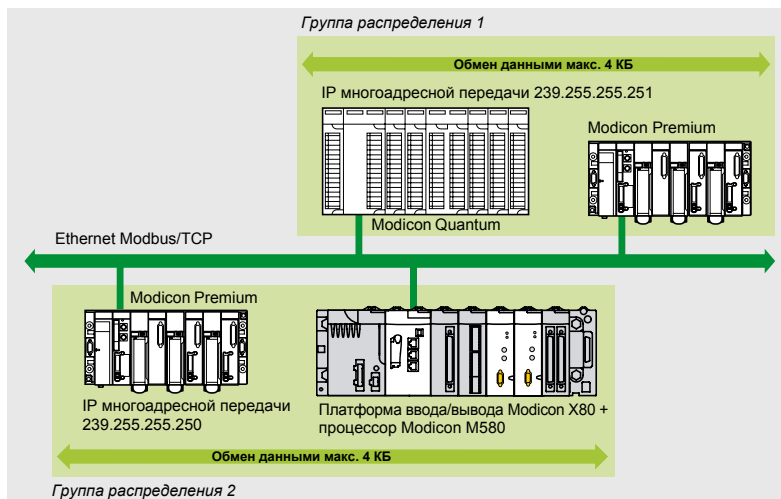 Группа распределения 1
Обмен данными макс. 4 КБ
IP многоадресной передачи 239.255.255.251
Modicon Premium
Modicon Quantum
Ethernet Modbus/TCP
Modicon Premium
IP многоадресной передачи
239.255.255.250
Платформа ввода/вывода Modicon X80 +
процессор Modicon M580
Обмен данными макс. 4 КБ
Группа распределения 2